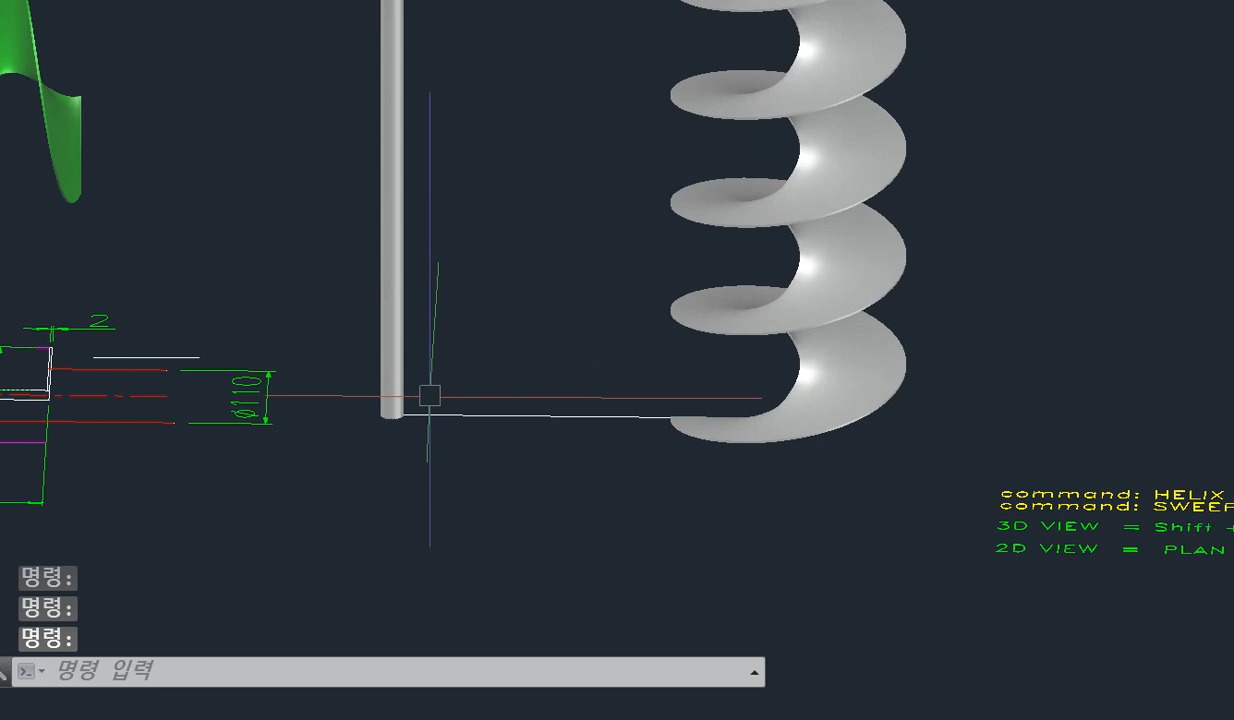 2
ø110
command: HELIX
command: SWEEP
3D VIEW = Shift +
2D VIEW = PLAN
명령:
명령:
명령:
명령 입력